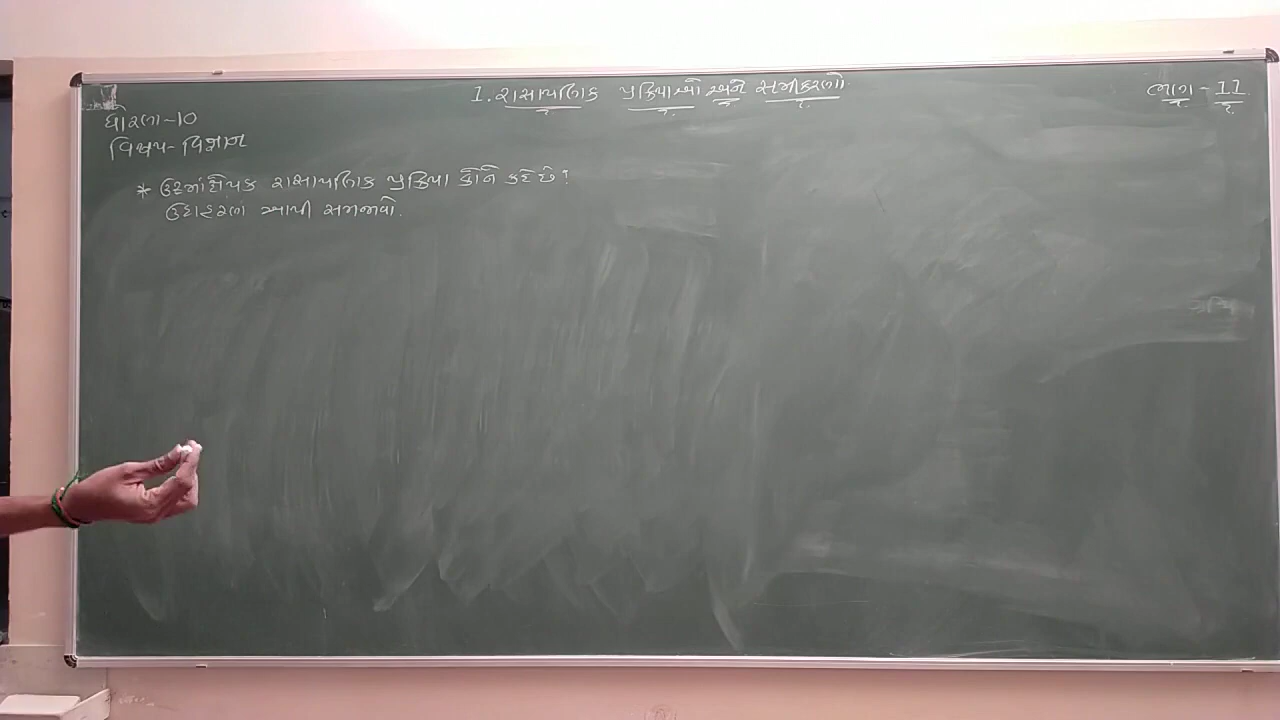 1. રાસાયણિક પ્રક્રિયાઓ અને સમીકરણો
ભાગ - 11
ધોરણ-10
વિષય- વિજ્ઞાન
* ઉષ્માક્ષેપક રાસાયણિક પ્રક્રિયા કોને કહે છે?
ઉદાહરણ આપી સમજાવો.